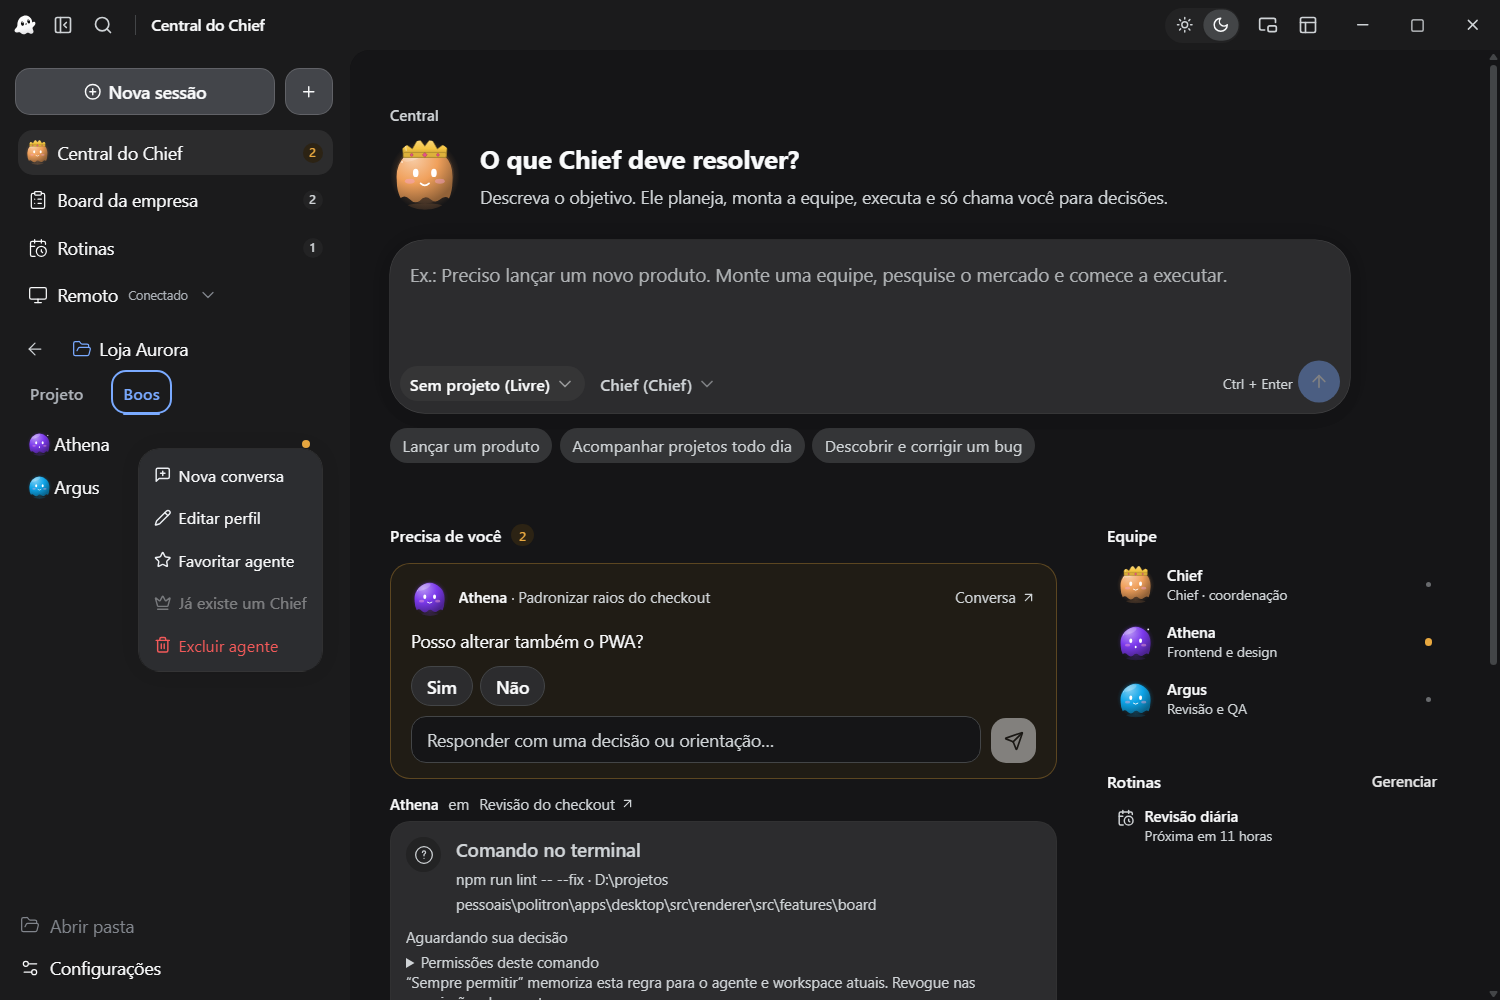 Central do Chief
Nova sessão
Central do Chief 2
Board da empresa 2
Rotinas 1
Remoto Conectado
Loja Aurora
Projeto Boos
Athena
Argus
Nova conversa
Editar perfil
Favoritar agente
Já existe um Chief
Excluir agente
Abrir pasta
Configurações
Central
O que Chief deve resolver?
Descreva o objetivo. Ele planeja, monta a equipe, executa e só chama você para decisões.
Ex.: Preciso lançar um novo produto. Monte uma equipe, pesquise o mercado e comece a executar.
Sem projeto (Livre) Chief (Chief) Ctrl + Enter
Lançar um produto Acompanhar projetos todo dia Descobrir e corrigir um bug
Precisa de você 2
Athena · Padronizar raios do checkout Conversa
Posso alterar também o PWA?
Sim Não
Responder com uma decisão ou orientação...
Athena em Revisão do checkout
Comando no terminal
npm run lint -- --fix · D:\projetos
pessoais\politron\apps\desktop\src\renderer\src\features\board
Aguardando sua decisão
Permissões deste comando
“Sempre permitir” memoriza esta regra para o agente e workspace atuais. Revogue nas
Equipe
Chief
Chief · coordenação
Athena
Frontend e design
Argus
Revisão e QA
Rotinas Gerenciar
Revisão diária
Próxima em 11 horas